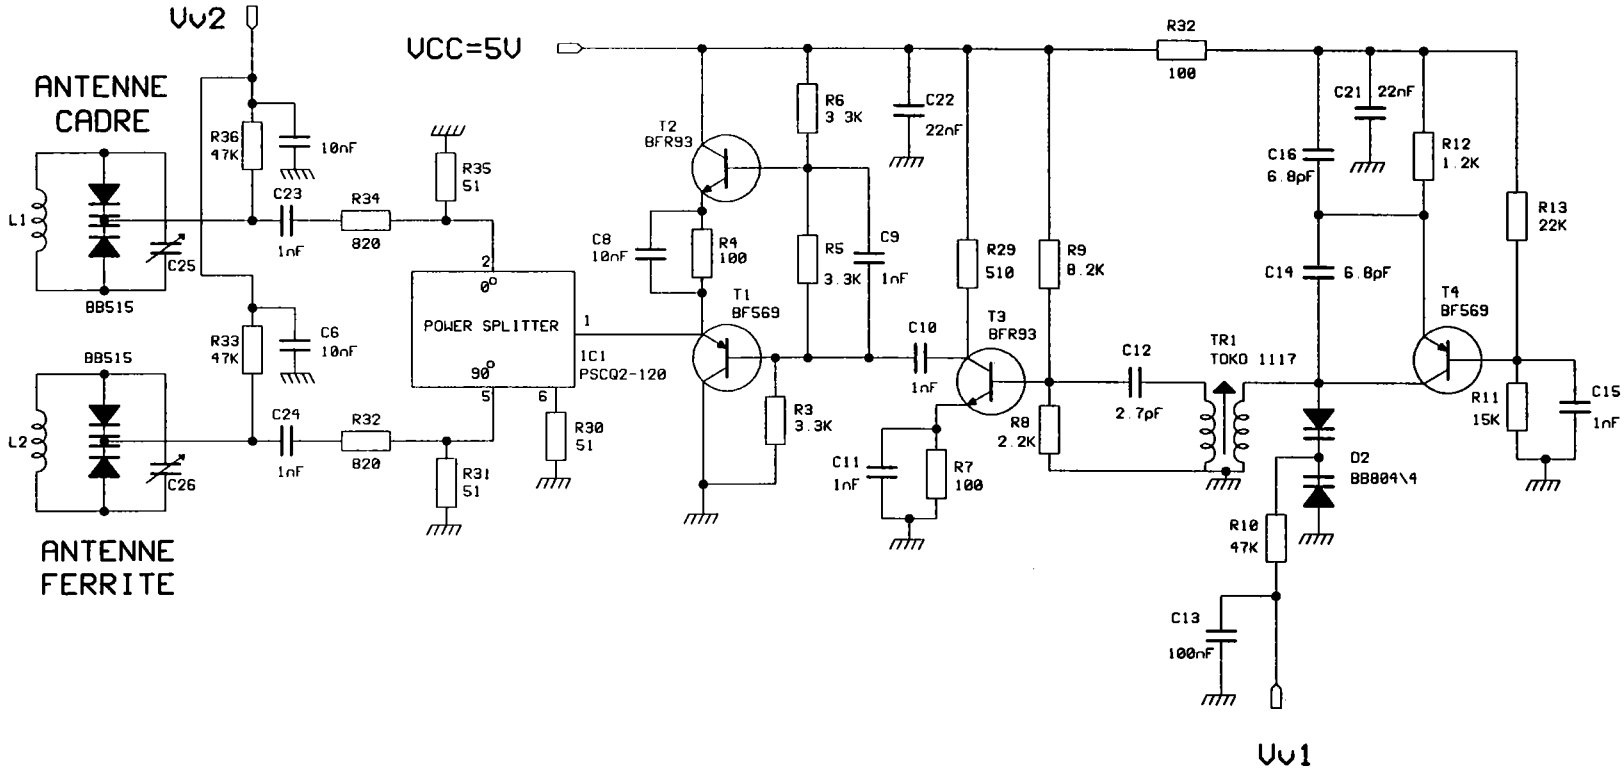 Vv2
VCC=5V
R32
100
ANTENNE
CADRE
R36
47K
10nF
R35
51
T2
BFR93
R6
3.3K
C22
22nF
C21
22nF
C16
6.8pF
R12
1.2K
R13
22K
L1
C23
1nF
R34
820
C25
BB515
C8
10nF
R4
100
R5
3.3K
C9
1nF
R29
510
R9
8.2K
C14
6.8pF
2
0°
POWER SPLITTER
1
1C1
PSCQ2-120
90°
5
6
T1
BF569
T4
BF569
R33
47K
C6
10nF
BB515
C10
1nF
T3
BFR93
C12
2.7pF
TR1
TOKO 1117
R11
15K
C15
1nF
L2
C24
1nF
R32
820
C26
R31
51
R30
51
R3
3.3K
R8
2.2K
C11
1nF
R7
100
D2
BB804\4
R10
47K
ANTENNE
FERRITE
C13
100nF
Vv1